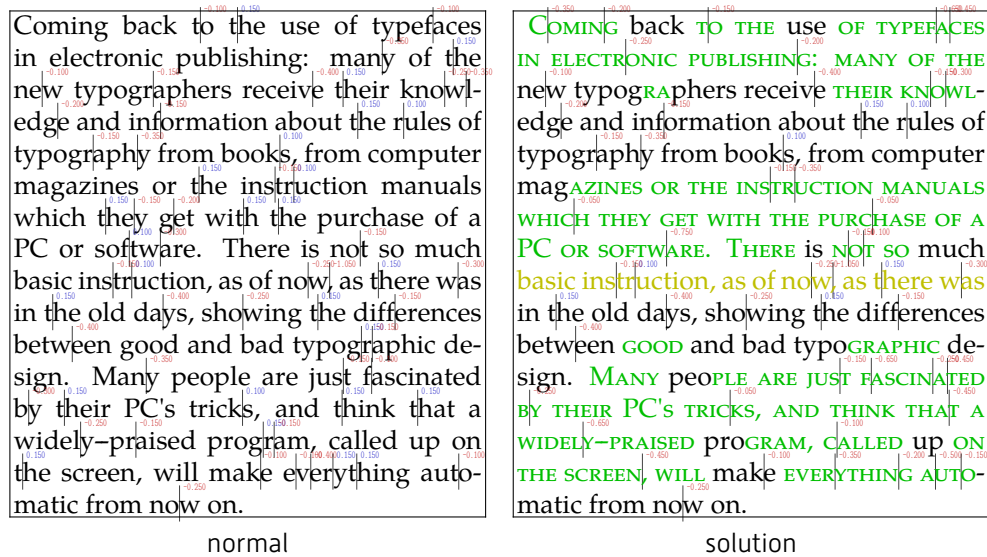 Coming back to the use of typefaces
in electronic publishing: many of the
new typographers receive their knowl-
edge and information about the rules of
typography from books, from computer
magazines or the instruction manuals
which they get with the purchase of a
PC or software. There is not so much
basic instruction, as of now, as there was
in the old days, showing the differences
between good and bad typographic de-
sign. Many people are just fascinated
by their PC's tricks, and think that a
widely–praised program, called up on
the screen, will make everything auto-
matic from now on.
normal
Coming back to the use of typefaces
in electronic publishing: many of the
new typographers receive their knowl-
edge and information about the rules of
typography from books, from computer
magazines or the instruction manuals
which they get with the purchase of a
PC or software. There is not so much
basic instruction, as of now, as there was
in the old days, showing the differences
between good and bad typographic de-
sign. Many people are just fascinated
by their PC's tricks, and think that a
widely–praised program, called up on
the screen, will make everything auto-
matic from now on.
solution